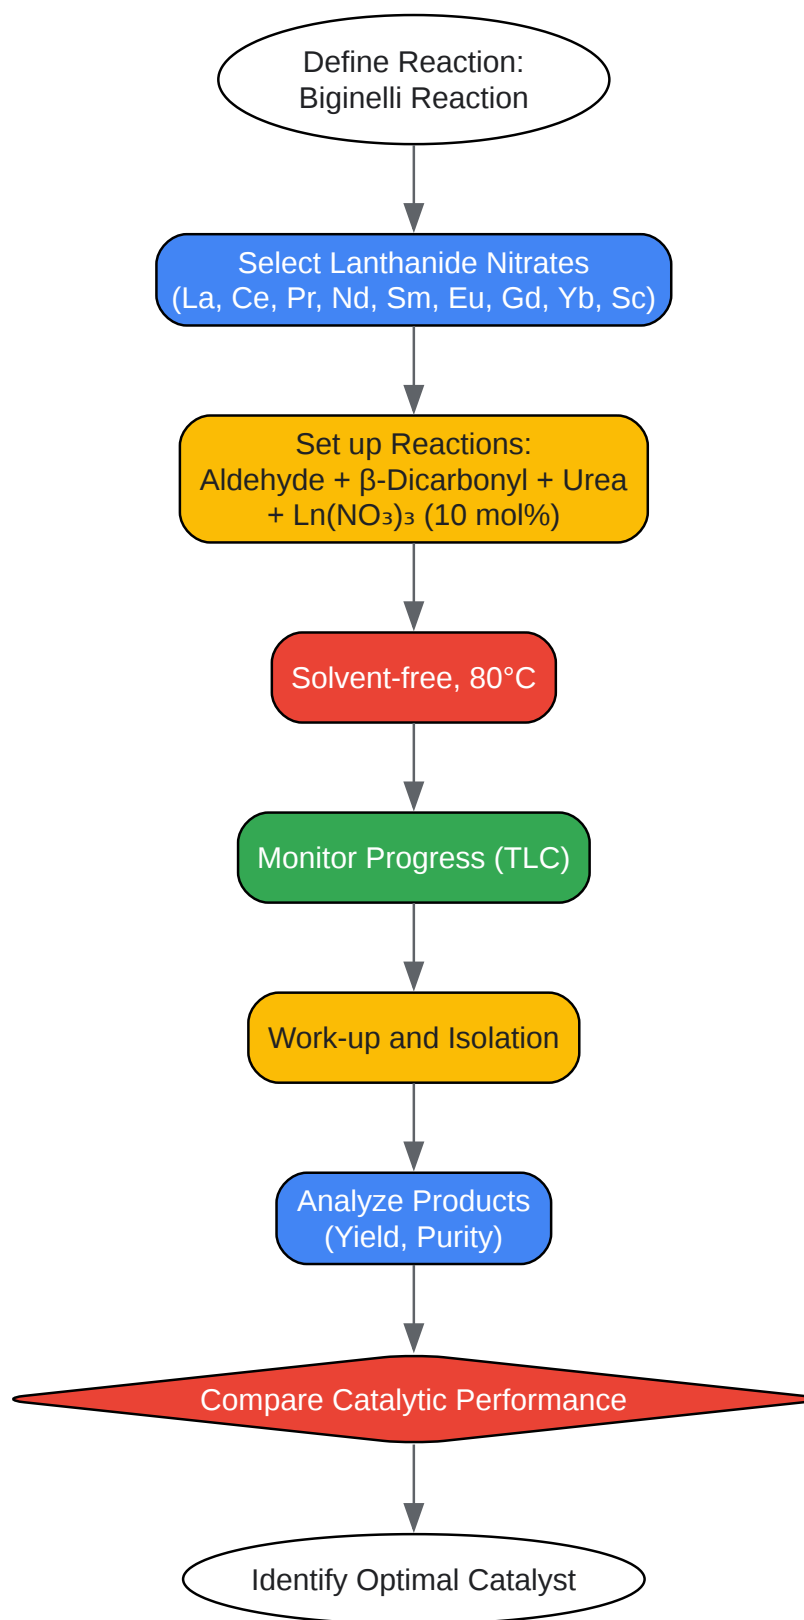 Define Reaction:
Biginelli Reaction
Select Lanthanide Nitrates
(La, Ce, Pr, Nd, Sm, Eu, Gd, Yb, Sc)
Set up Reactions:
Aldehyde + β-Dicarbonyl + Urea
+ Ln(NO₃)₃ (10 mol%)
Solvent-free, 80°C
Monitor Progress (TLC)
Work-up and Isolation
Analyze Products
(Yield, Purity)
Compare Catalytic Performance
Identify Optimal Catalyst